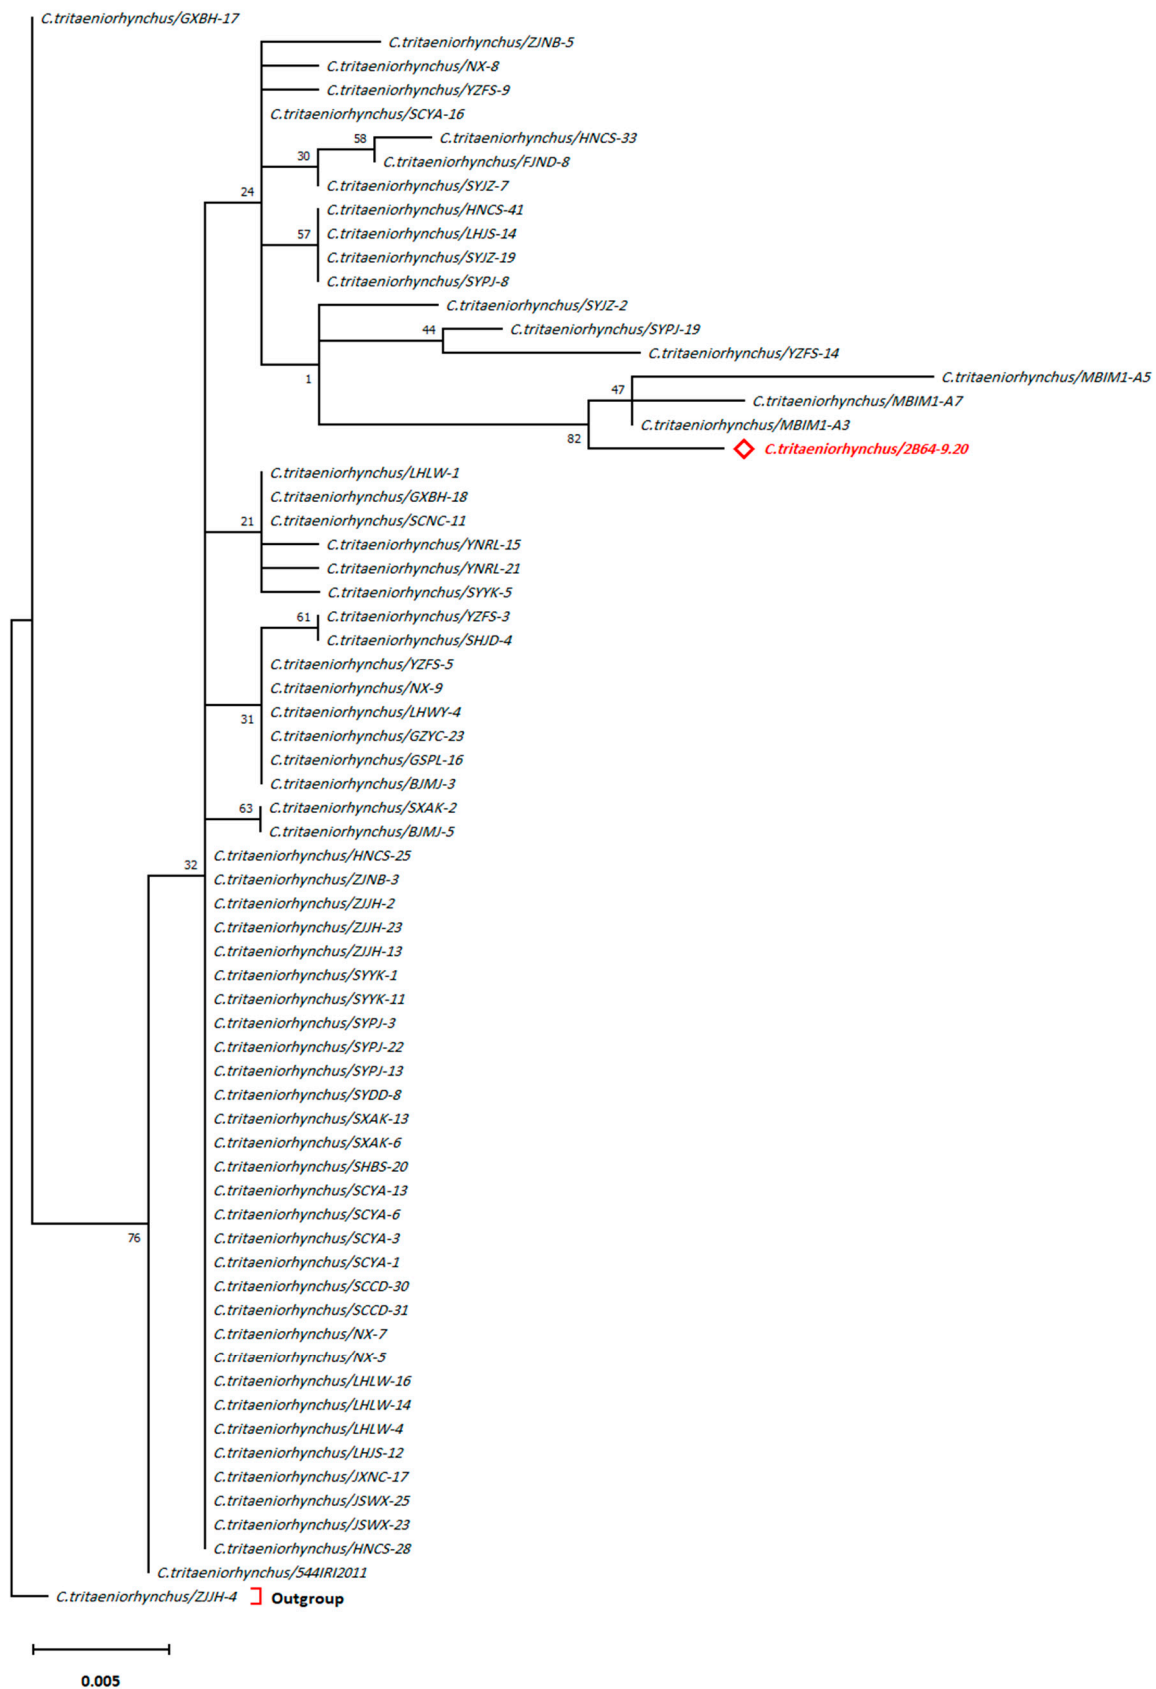 C.tritaeniorhynchus/GXBH-17
C.tritaeniorhynchus/ZJNB-5
C.tritaeniorhynchus/NX-8
C.tritaeniorhynchus/YZFS-9
C.tritaeniorhynchus/SCYA-16
58
C.tritaeniorhynchus/HNCS-33
30
C.tritaeniorhynchus/FJND-8
C.tritaeniorhynchus/SYJZ-7
24
C.tritaeniorhynchus/HNCS-41
57
C.tritaeniorhynchus/LHJS-14
C.tritaeniorhynchus/SYJZ-19
C.tritaeniorhynchus/SYPJ-8
C.tritaeniorhynchus/SYJZ-2
44
C.tritaeniorhynchus/SYPJ-19
C.tritaeniorhynchus/YZFS-14
1
C.tritaeniorhynchus/MBIM1-A5
47
C.tritaeniorhynchus/MBIM1-A7
C.tritaeniorhynchus/MBIM1-A3
82
C.tritaeniorhynchus/2B64-9.20
C.tritaeniorhynchus/LHLW-1
C.tritaeniorhynchus/GXBH-18
21
C.tritaeniorhynchus/SCNC-11
C.tritaeniorhynchus/YNRL-15
C.tritaeniorhynchus/YNRL-21
C.tritaeniorhynchus/SYYK-5
61
C.tritaeniorhynchus/YZFS-3
C.tritaeniorhynchus/SHJD-4
C.tritaeniorhynchus/YZFS-5
C.tritaeniorhynchus/NX-9
31
C.tritaeniorhynchus/LHWY-4
C.tritaeniorhynchus/GZYC-23
C.tritaeniorhynchus/GSPL-16
C.tritaeniorhynchus/BJMJ-3
63
C.tritaeniorhynchus/SXAK-2
C.tritaeniorhynchus/BJMJ-5
32
C.tritaeniorhynchus/HNCS-25
C.tritaeniorhynchus/ZJNB-3
C.tritaeniorhynchus/ZJJH-2
C.tritaeniorhynchus/ZJJH-23
C.tritaeniorhynchus/ZJJH-13
C.tritaeniorhynchus/SYYK-1
C.tritaeniorhynchus/SYYK-11
C.tritaeniorhynchus/SYPJ-3
C.tritaeniorhynchus/SYPJ-22
C.tritaeniorhynchus/SYPJ-13
C.tritaeniorhynchus/SYDD-8
C.tritaeniorhynchus/SXAK-13
C.tritaeniorhynchus/SXAK-6
C.tritaeniorhynchus/SHBS-20
C.tritaeniorhynchus/SCYA-13
C.tritaeniorhynchus/SCYA-6
C.tritaeniorhynchus/SCYA-3
76
C.tritaeniorhynchus/SCYA-1
C.tritaeniorhynchus/SCCD-30
C.tritaeniorhynchus/SCCD-31
C.tritaeniorhynchus/NX-7
C.tritaeniorhynchus/NX-5
C.tritaeniorhynchus/LHLW-16
C.tritaeniorhynchus/LHLW-14
C.tritaeniorhynchus/LHLW-4
C.tritaeniorhynchus/LHJS-12
C.tritaeniorhynchus/JXNC-17
C.tritaeniorhynchus/JSWX-25
C.tritaeniorhynchus/JSWX-23
C.tritaeniorhynchus/HNCS-28
C.tritaeniorhynchus/544IRI2011
C.tritaeniorhynchus/ZJJH-4 Outgroup
0.005